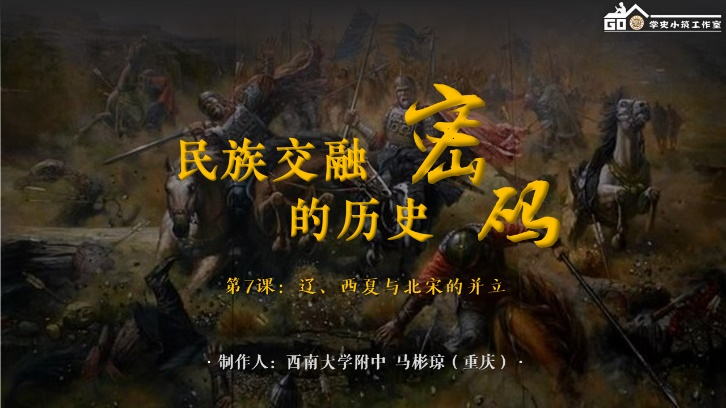 GO 学史小筑工作室
民族交融密码
的历史
第7课：辽、西夏与北宋的并立
·制作人：西南大学附中 马彬琼（重庆）·